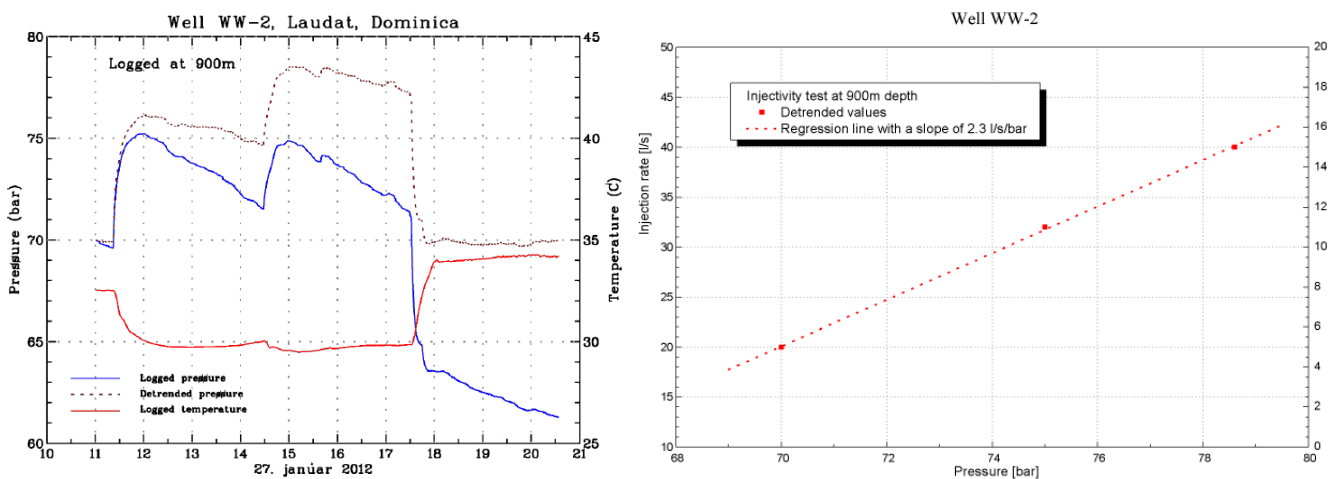 Well WW-2, Laudat, Dominica
80
75
70
65
60
Pressure (bar)
Logged at 900m
Logged pressure
Detrended pressure
Logged temperature
45
40
35
30
25
Temperature (C)
10 11 12 13 14 15 16 17 18 19 20 21
27. janúar 2012
Well WW-2
50
45
40
35
30
25
20
15
10
Injection rate [l/s]
Injectivity test at 900m depth
Detrended values
Regression line with a slope of 2.3 l/s/bar
20
18
16
14
12
10
8
6
4
2
0
68 70 72 74 76 78 80
Pressure [bar]